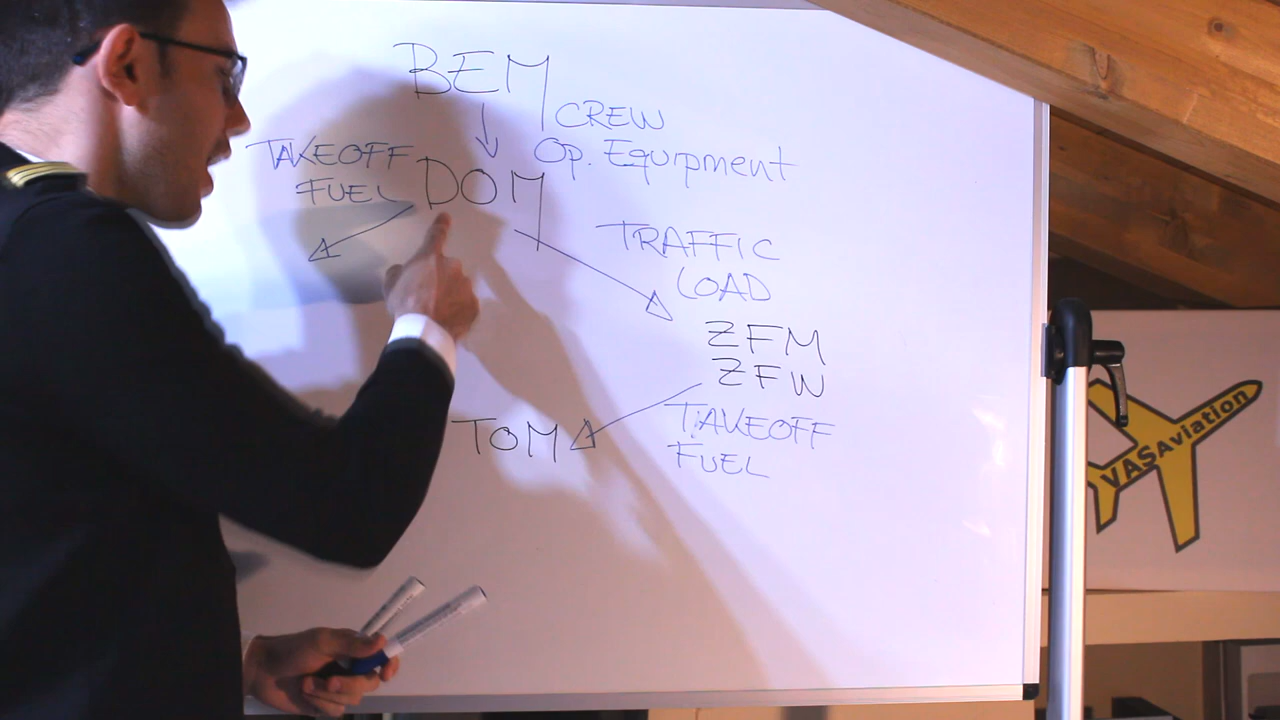 BEM
CREW
Op. Equipment
TAKEOFF
FUEL
DOM
TRAFFIC
LOAD
ZFM
ZFW
TAKEOFF
FUEL
TOM
VASAviation